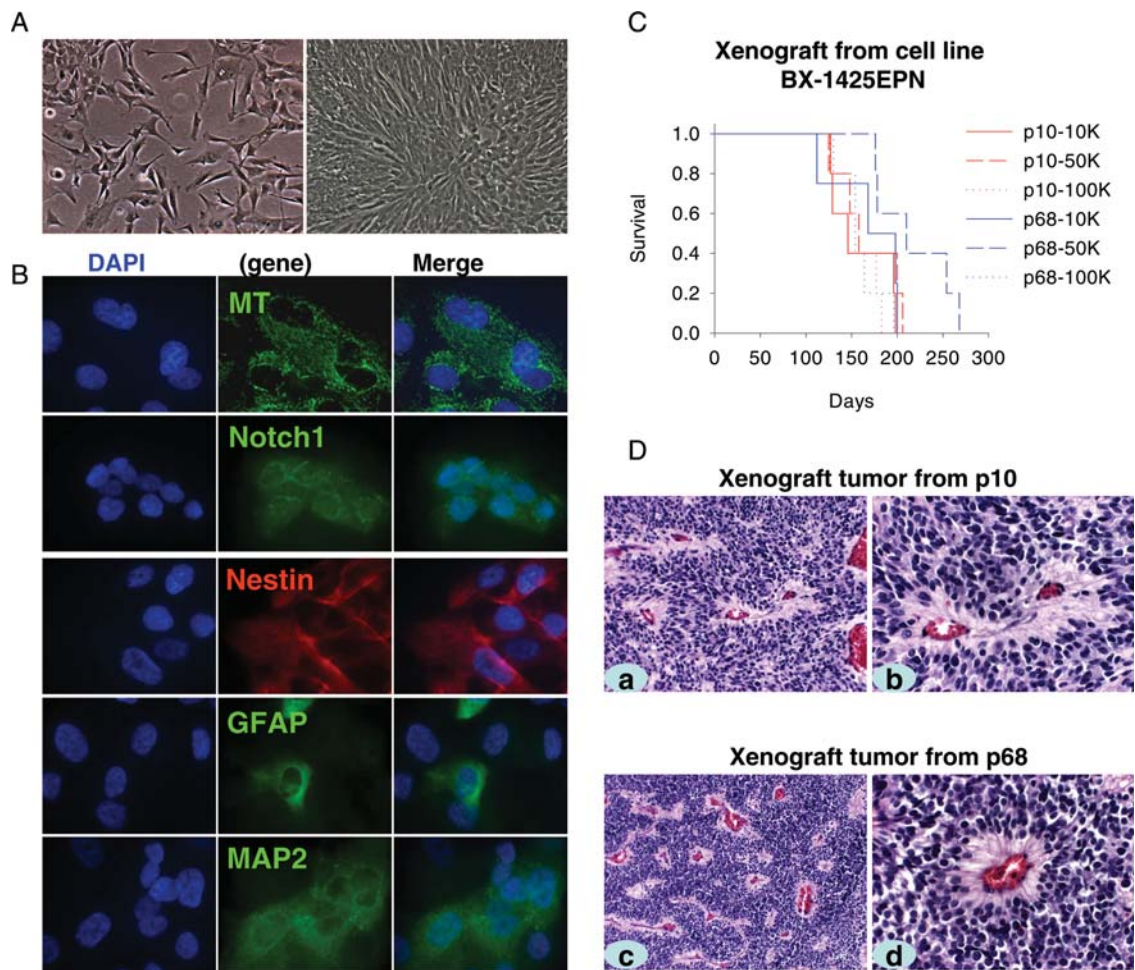 A
B
DAPI
(gene)
Merge
MT
Notch1
Nestin
GFAP
MAP2
C
Xenograft from cell line
BX-1425EPN
Survival
1.0
0.8
0.6
0.4
0.2
0.0
0
50
100
150
200
250
300
Days
p10-10K
p10-50K
p10-100K
p68-10K
p68-50K
p68-100K
D
Xenograft tumor from p10
a
b
Xenograft tumor from p68
c
d